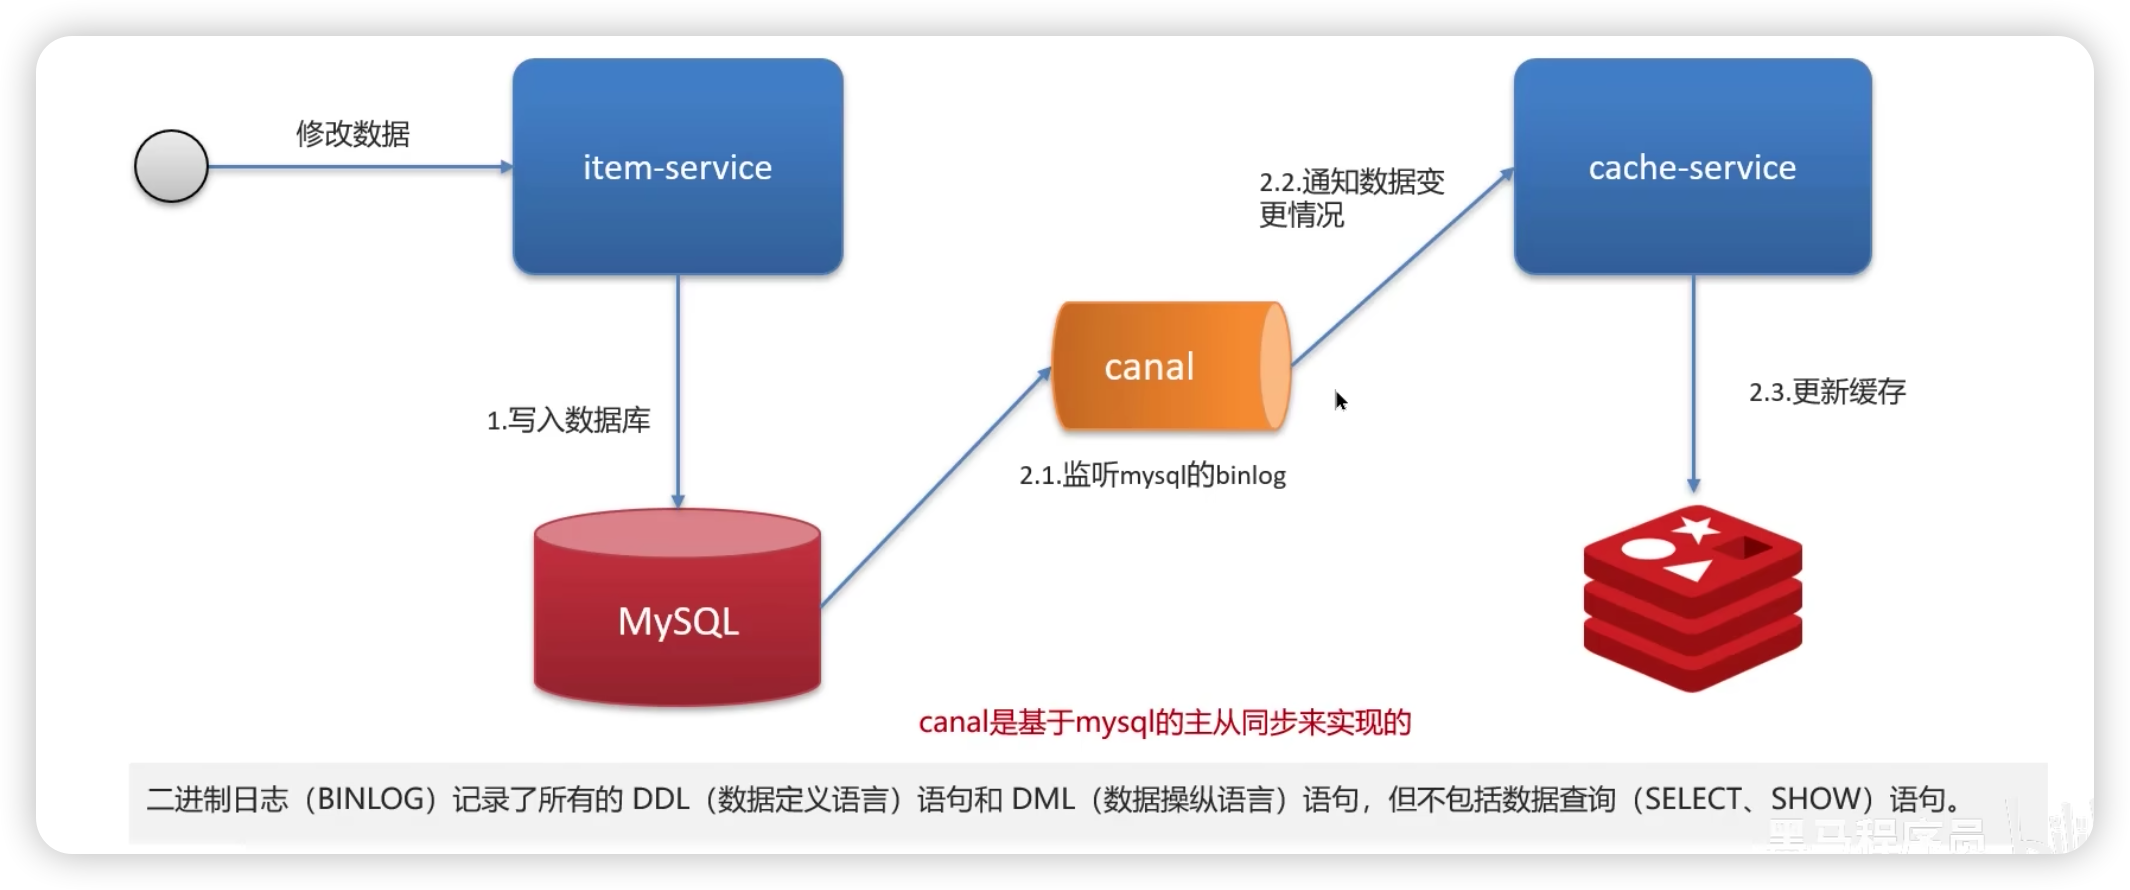 修改数据
item-service
2.2.通知数据变
更情况
cache-service
canal
1.写入数据库
2.1.监听mysql的binlog
2.3.更新缓存
MySQL
canal是基于mysql的主从同步来实现的
二进制日志（BINLOG）记录了所有的 DDL（数据定义语言）语句和 DML（数据操纵语言）语句，但不包括数据查询（SELECT、SHOW）语句。
黑马程序员